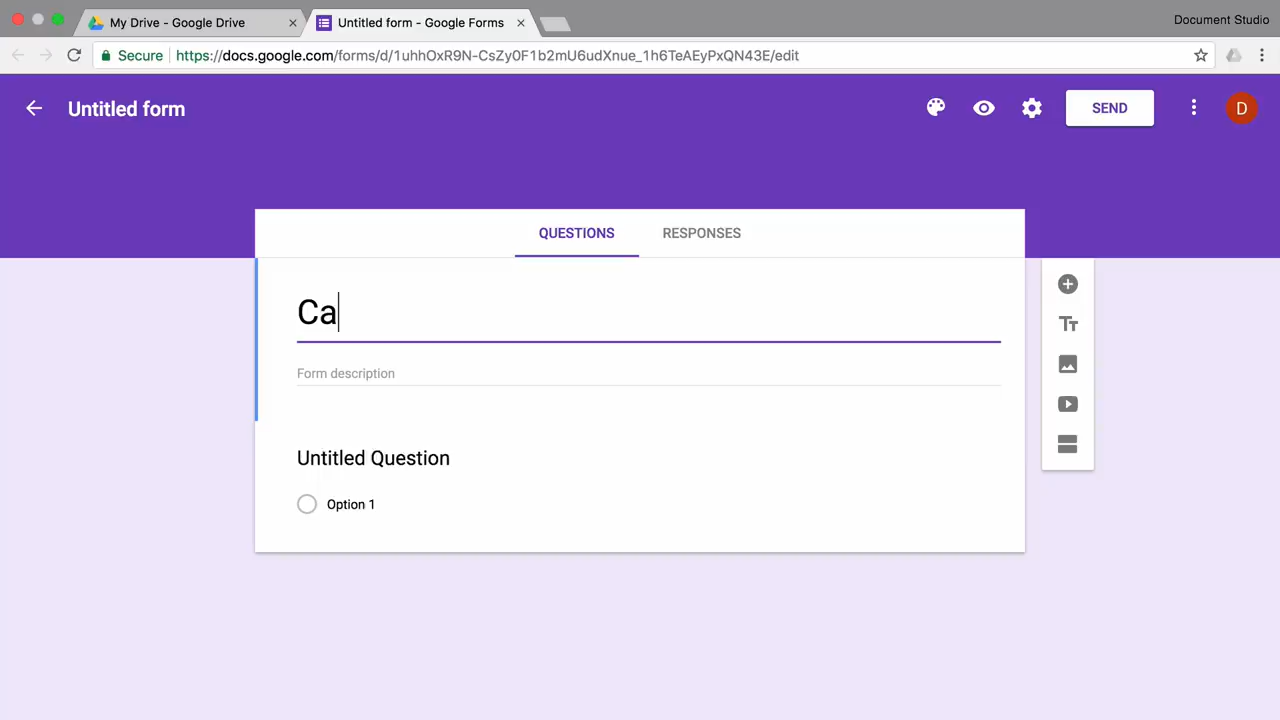 My Drive - Google Drive
Untitled form - Google Forms
Document Studio
Secure
https://docs.google.com/forms/d/1uhhOxR9N-CsZy0F1b2mU6udXnue_1h6TeAEyPxQN43E/edit
Untitled form
SEND
D
QUESTIONS
RESPONSES
Ca
Form description
Untitled Question
Option 1
Tт